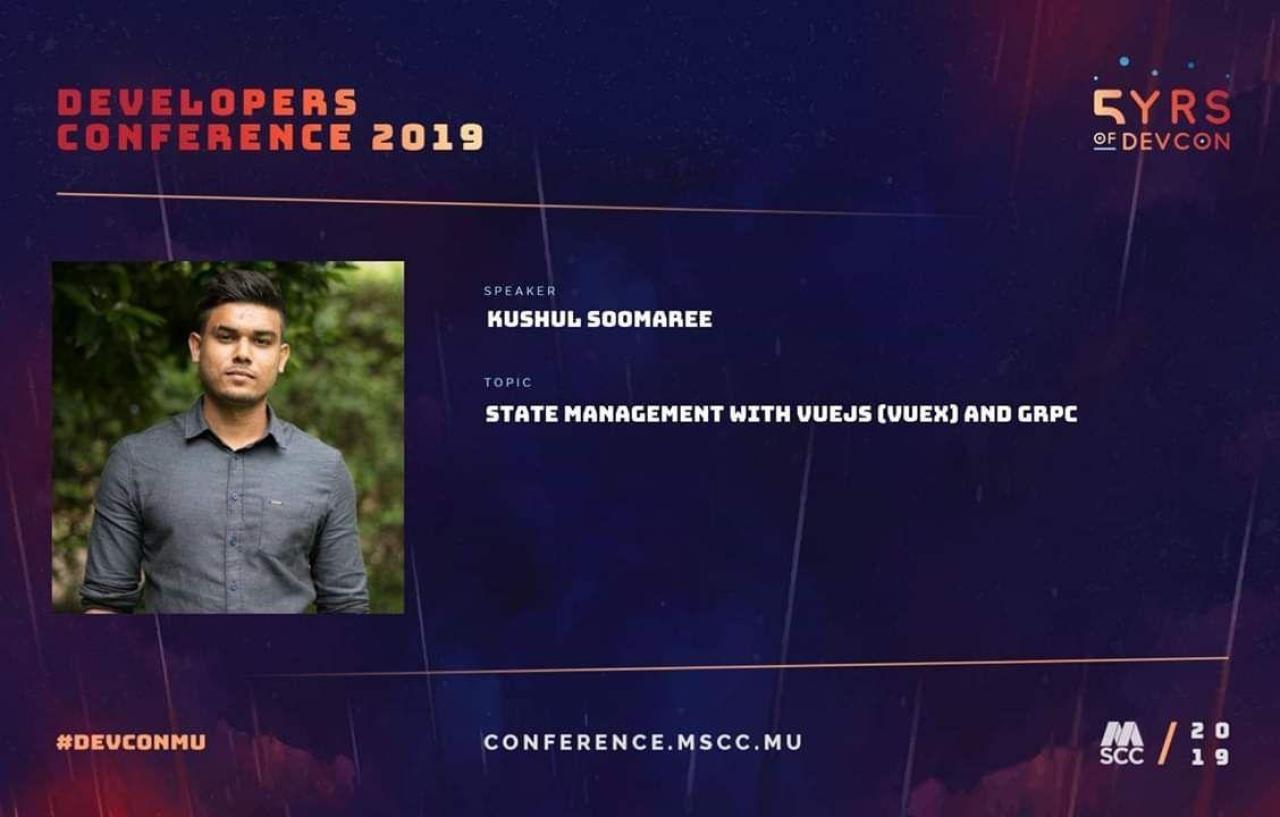 DEVELOPERS
CONFERENCE 2019
5YRS
OF DEVCON
SPEAKER
KUSHUL SOOMAREE
TOPIC
STATE MANAGEMENT WITH VUEJS (VUEX) AND GRPC
#DEVCONMU
CONFERENCE.MSCC.MU
M
SCC
/
20
19